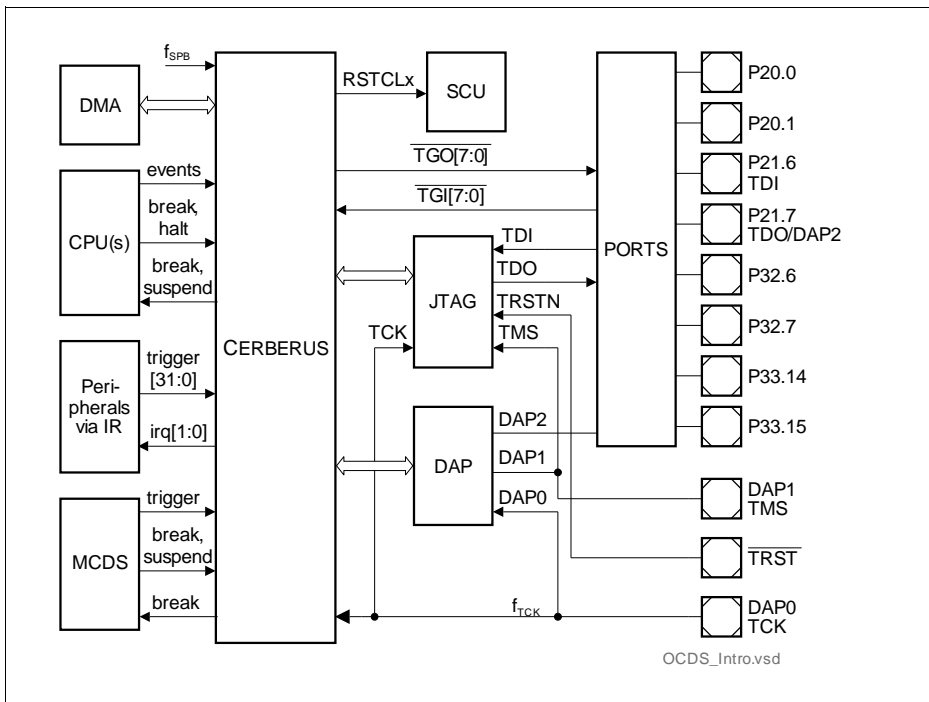 f_SPB
DMA
CPU(s)
events
break,
halt
break,
suspend
Peri-
pherals
via IR
trigger
[31:0]
irq[1:0]
MCDS
trigger
break,
suspend
break
CERBERUS
RSTCLx
SCU
TGO[7:0]
TGI[7:0]
TDI
TDO
TRSTN
TMS
TCK
JTAG
DAP
DAP2
DAP1
DAP0
f_TCK
PORTS
P20.0
P20.1
P21.6
TDI
P21.7
TDO/DAP2
P32.6
P32.7
P33.14
P33.15
DAP1
TMS
TRST
DAP0
TCK
OCDS_Intro.vsd